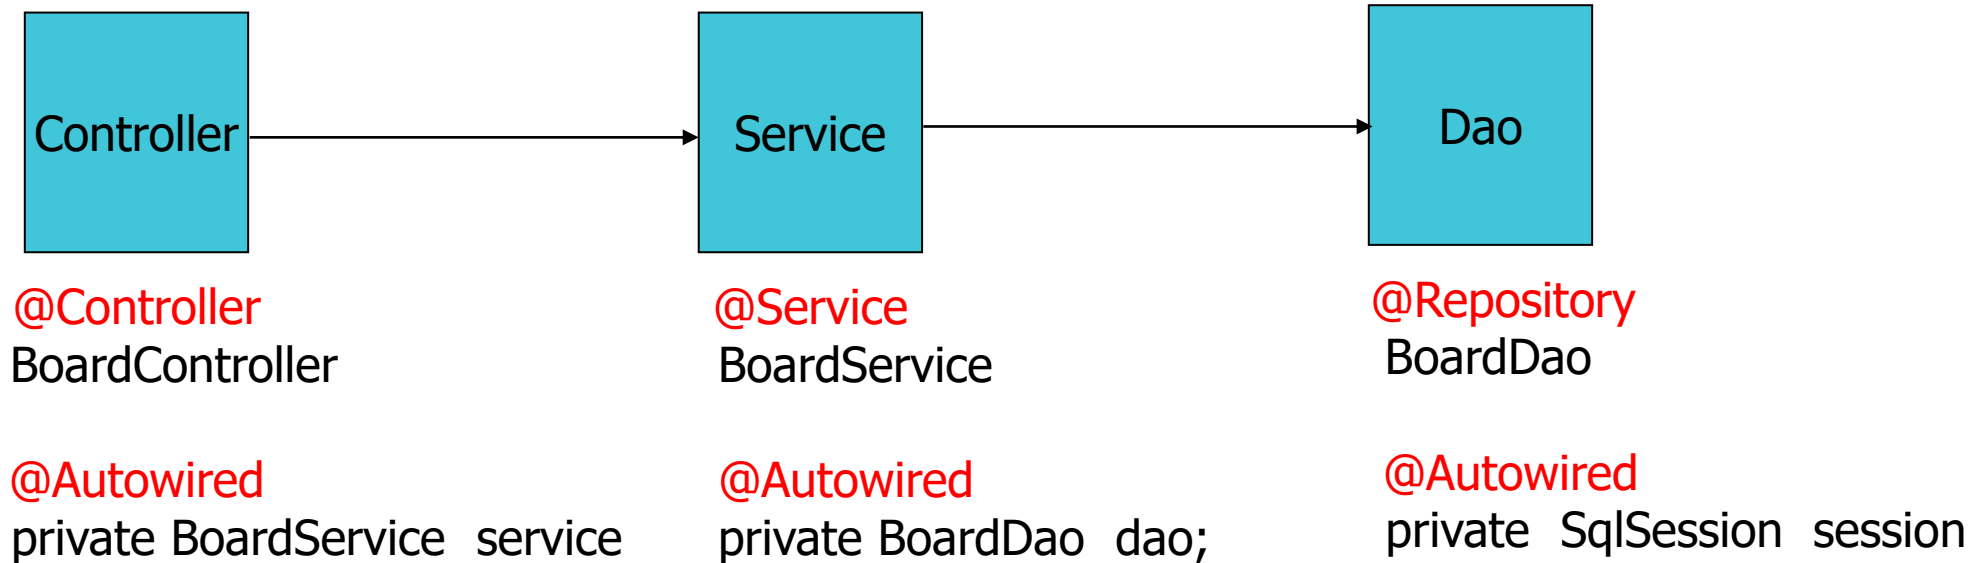 Controller
Service
Dao
@Controller
BoardController
@Service
BoardService
@Repository
BoardDao
@Autowired
private BoardService service
@Autowired
private BoardDao dao;
@Autowired
private SqlSession session